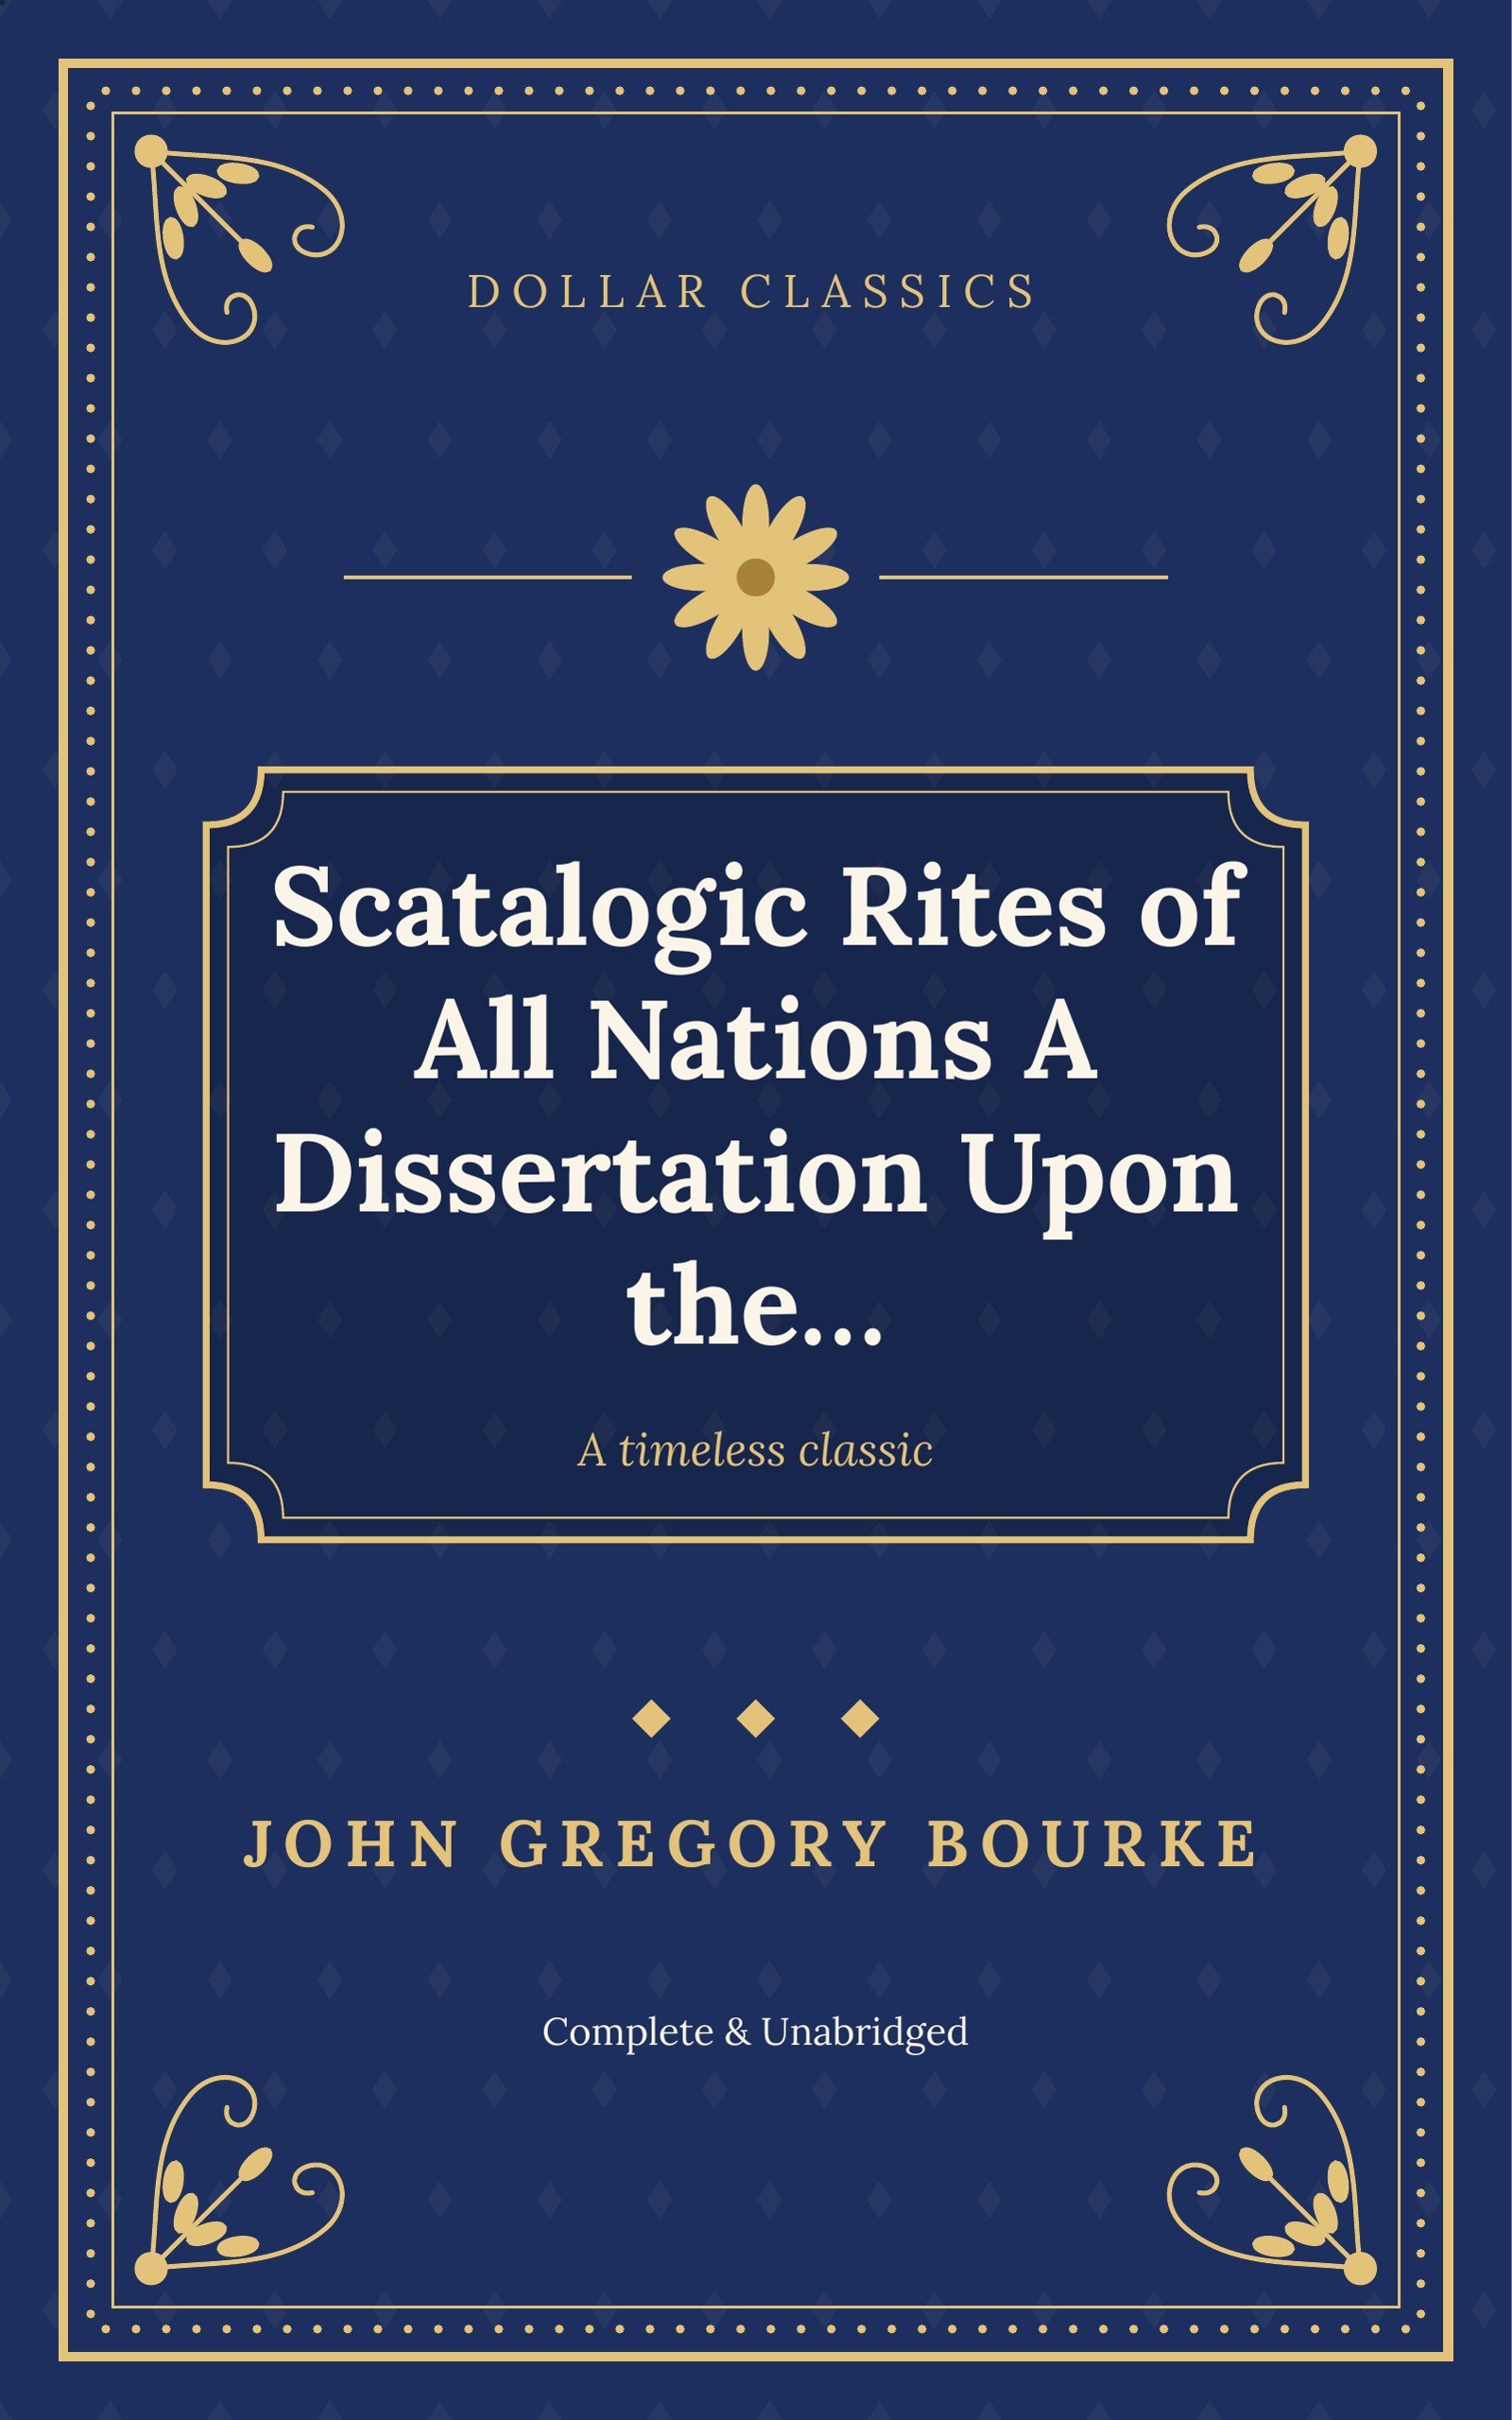 DOLLAR CLASSICS
Scatalogic Rites of
All Nations A
Dissertation Upon
the...
A timeless classic
JOHN GREGORY BOURKE
Complete & Unabridged